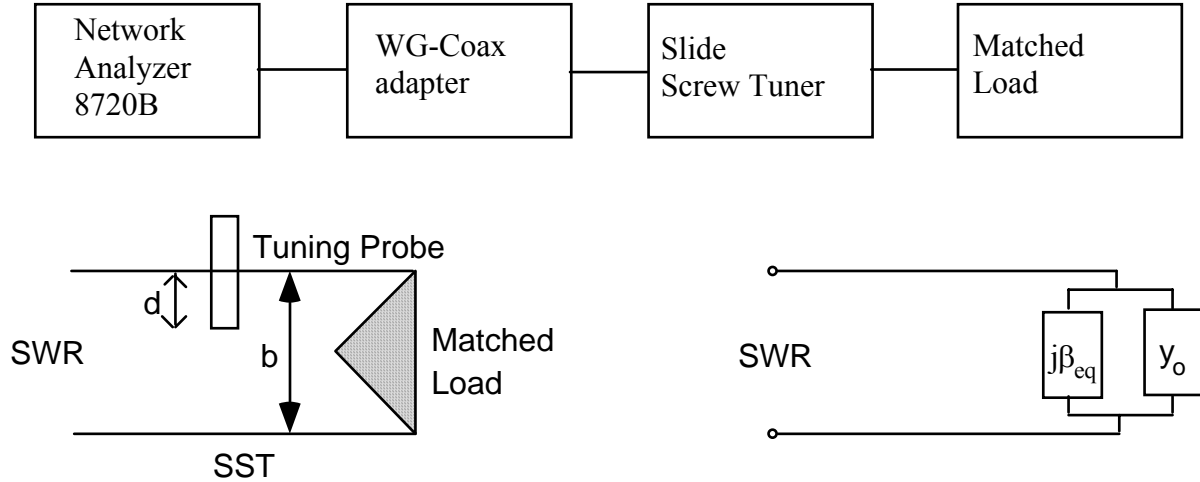 Network
Analyzer
8720B
WG-Coax
adapter
Slide
Screw Tuner
Matched
Load
Tuning Probe
d
SWR
b
Matched
Load
SST
SWR
jβeq
yo